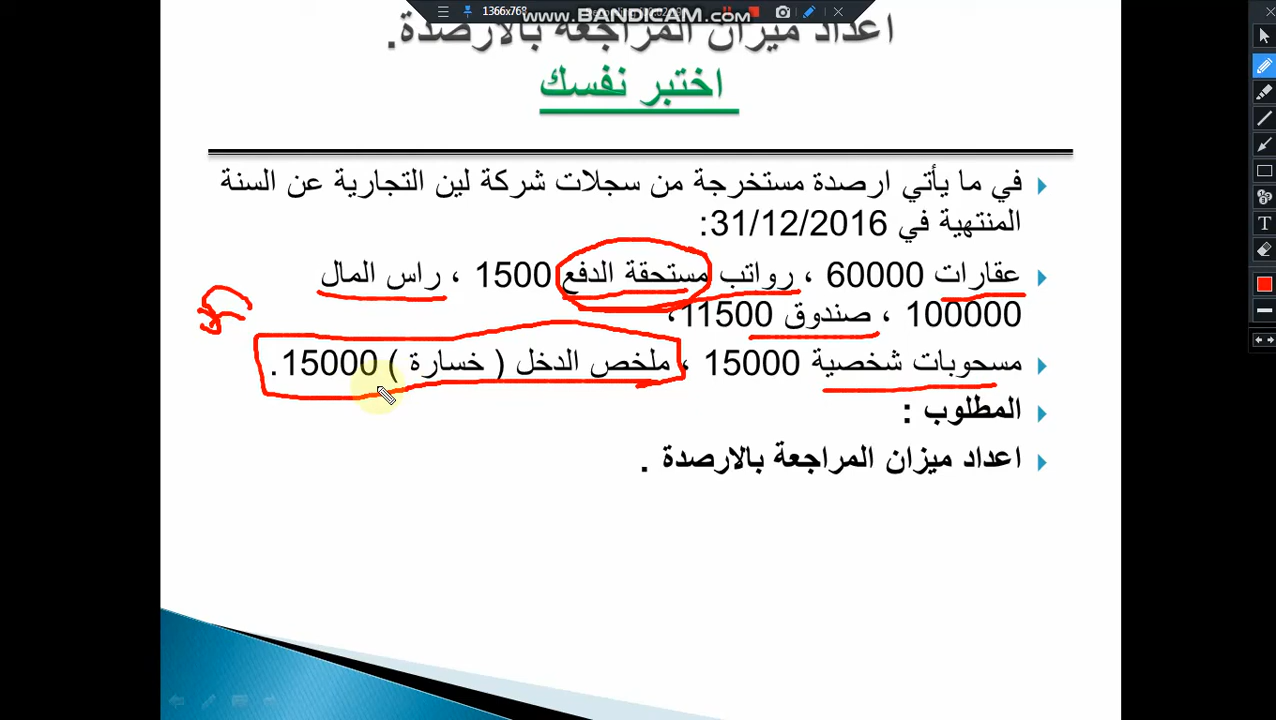 1366x768
www.BANDICAM.com
اعداد ميزان المراجعة بالارصدة.
اختبر نفسك
في ما يأتي ارصدة مستخرجة من سجلات شركة لين التجارية عن السنة
المنتهية في 31/12/2016:
عقارات 60000 ، رواتب مستحقة الدفع 1500 ، راس المال
100000 ، صندوق 11500،
مسحوبات شخصية 15000 ، ملخص الدخل ( خسارة ) 15000.
المطلوب :
اعداد ميزان المراجعة بالارصدة .